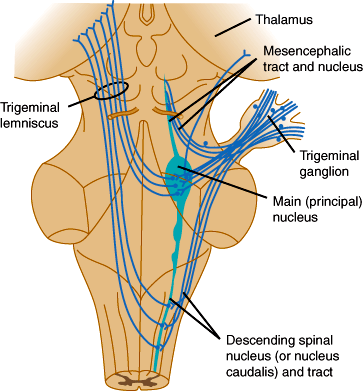 Thalamus
Mesencephalic
tract and nucleus
Trigeminal
lemniscus
Trigeminal
ganglion
Main (principal)
nucleus
Descending spinal
nucleus (or nucleus
caudalis) and tract